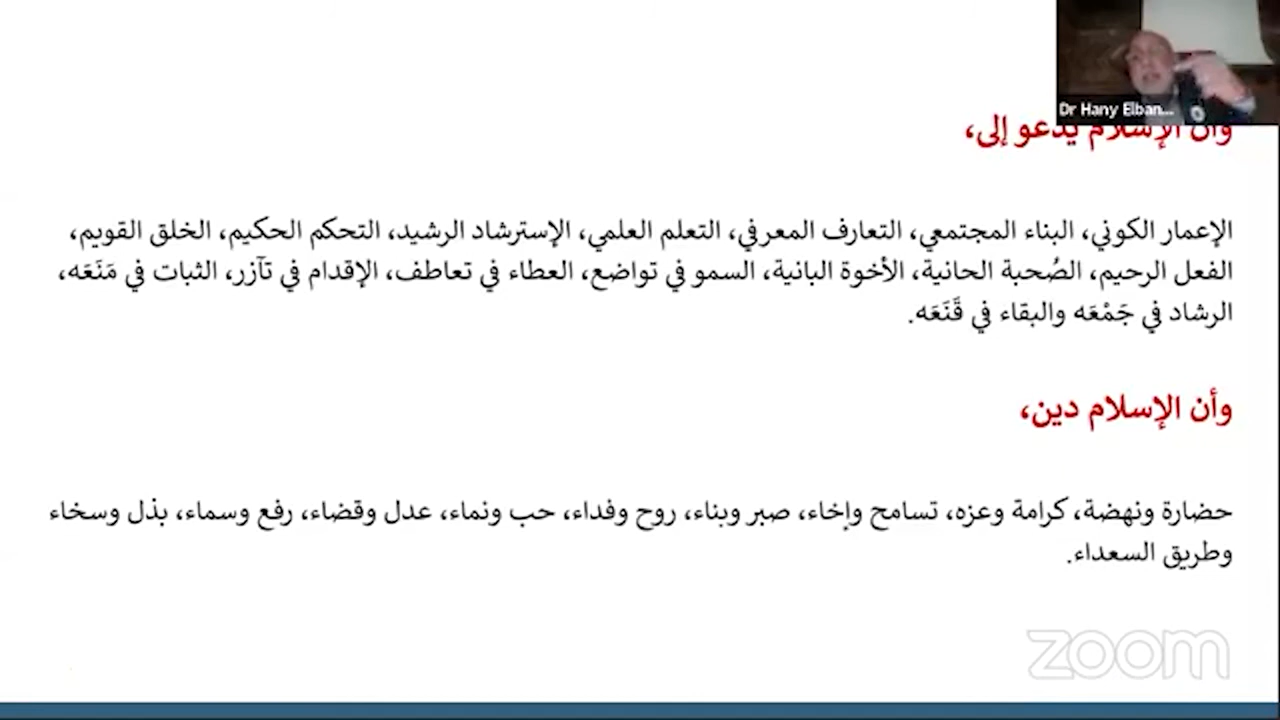 Dr Hany Elban...
وأن الإسلام يدعو إلى،
الإعمار الكوني، البناء المجتمعي، التعارف المعرفي، التعلم العلمي، الإسترشاد الرشيد، التحكم الحكيم، الخلق القويم،
الفعل الرحيم، الصُحبة الحانية، الأخوة البانية، السمو في تواضع، العطاء في تعاطف، الإقدام في تآزر، الثبات في مَنَعَه،
الرشاد في جَمْعَه والبقاء في قَنَعَه.
وأن الإسلام دين،
حضارة ونهضة، كرامة وعزه، تسامح وإخاء، صبر وبناء، روح وفداء، حب ونماء، عدل وقضاء، رفع وسماء، بذل وسخاء
وطريق السعداء.
zoom